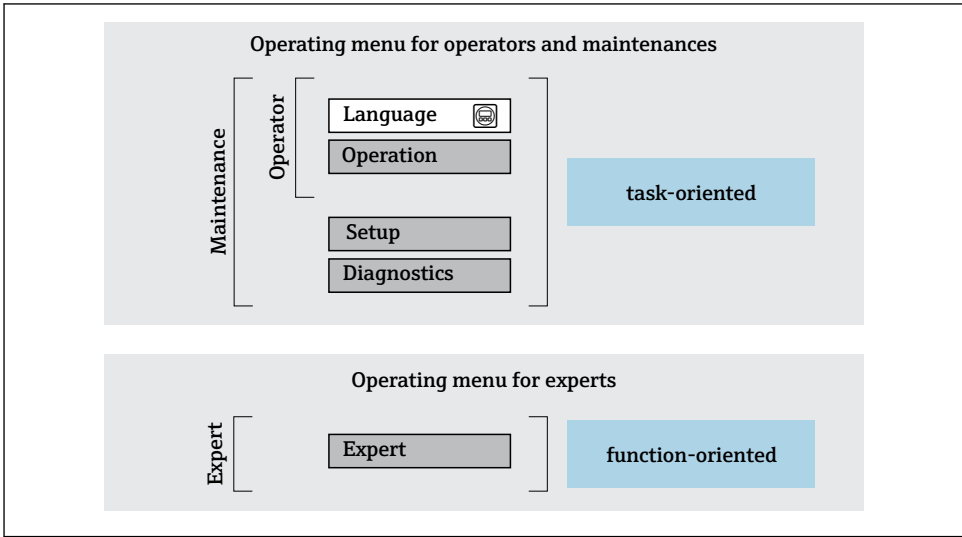 Operating menu for operators and maintenances
Maintenance
Operator
Language
Operation
Setup
Diagnostics
task-oriented
Operating menu for experts
Expert
Expert
function-oriented